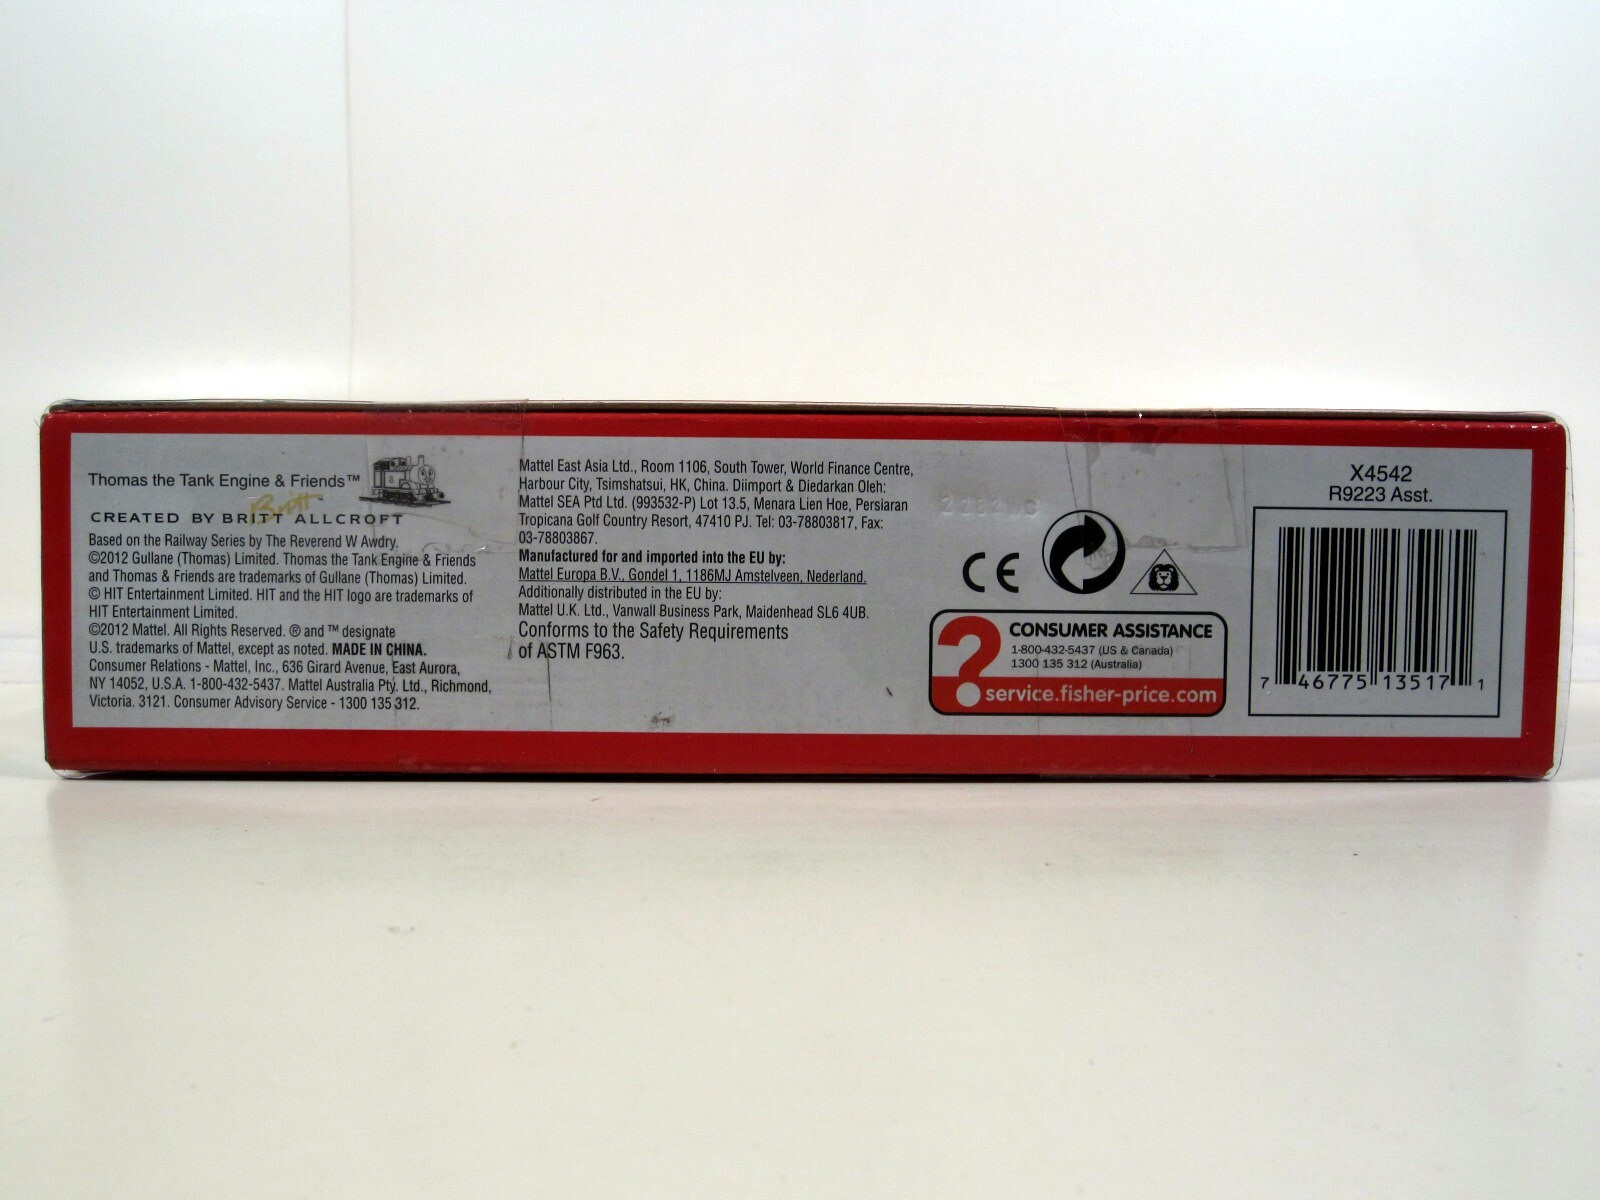 Thomas the Tank Engine & Friends™
Britt
CREATED BY BRITT ALLCROFT
Based on the Railway Series by The Reverend W Awdry.
©2012 Gullane (Thomas) Limited. Thomas the Tank Engine & Friends
and Thomas & Friends are trademarks of Gullane (Thomas) Limited.
© HIT Entertainment Limited. HIT and the HIT logo are trademarks of
HIT Entertainment Limited.
©2012 Mattel. All Rights Reserved. ® and ™ designate
U.S. trademarks of Mattel, except as noted. MADE IN CHINA.
Consumer Relations - Mattel, Inc., 636 Girard Avenue, East Aurora,
NY 14052, U.S.A. 1-800-432-5437. Mattel Australia Pty. Ltd., Richmond,
Victoria. 3121. Consumer Advisory Service - 1300 135 312.
Mattel East Asia Ltd., Room 1106, South Tower, World Finance Centre,
Harbour City, Tsimshatsui, HK, China. Diimport & Diedarkan Oleh:
Mattel SEA Ptd Ltd. (993532-P) Lot 13.5, Menara Lien Hoe, Persiaran
Tropicana Golf Country Resort, 47410 PJ. Tel: 03-78803817, Fax:
03-78803867.
Manufactured for and imported into the EU by:
Mattel Europa B.V., Gondel 1, 1186MJ Amstelveen, Nederland.
Additionally distributed in the EU by:
Mattel U.K. Ltd., Vanwall Business Park, Maidenhead SL6 4UB.
Conforms to the Safety Requirements
of ASTM F963.
CE
? CONSUMER ASSISTANCE
1-800-432-5437 (US & Canada)
1300 135 312 (Australia)
service.fisher-price.com
X4542
R9223 Asst.
7 46775 13517 1